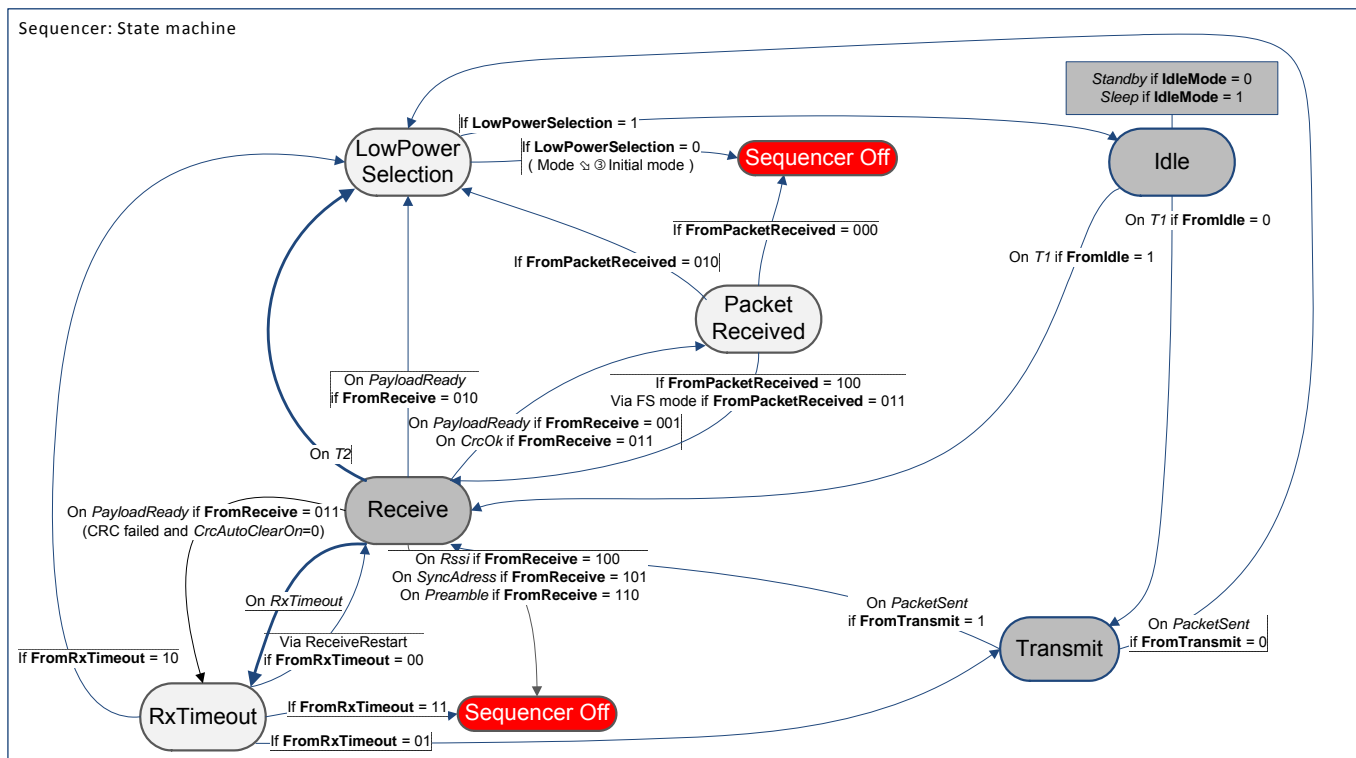 Sequencer: State machine
Standby if IdleMode = 0
Sleep if IdleMode = 1
If LowPowerSelection = 1
LowPower
Selection
If LowPowerSelection = 0
( Mode ⇘ ③ Initial mode )
Sequencer Off
Idle
On T1 if FromIdle = 0
If FromPacketReceived = 000
On T1 if FromIdle = 1
If FromPacketReceived = 010
Packet
Received
On PayloadReady
if FromReceive = 010
If FromPacketReceived = 100
Via FS mode if FromPacketReceived = 011
On PayloadReady if FromReceive = 001
On CrcOk if FromReceive = 011
On T2
Receive
On PayloadReady if FromReceive = 011
(CRC failed and CrcAutoClearOn=0)
On Rssi if FromReceive = 100
On SyncAdress if FromReceive = 101
On Preamble if FromReceive = 110
On RxTimeout
On PacketSent
if FromTransmit = 1
Via ReceiveRestart
if FromRxTimeout = 00
On PacketSent
if FromTransmit = 0
Transmit
If FromRxTimeout = 10
RxTimeout
If FromRxTimeout = 11
Sequencer Off
If FromRxTimeout = 01